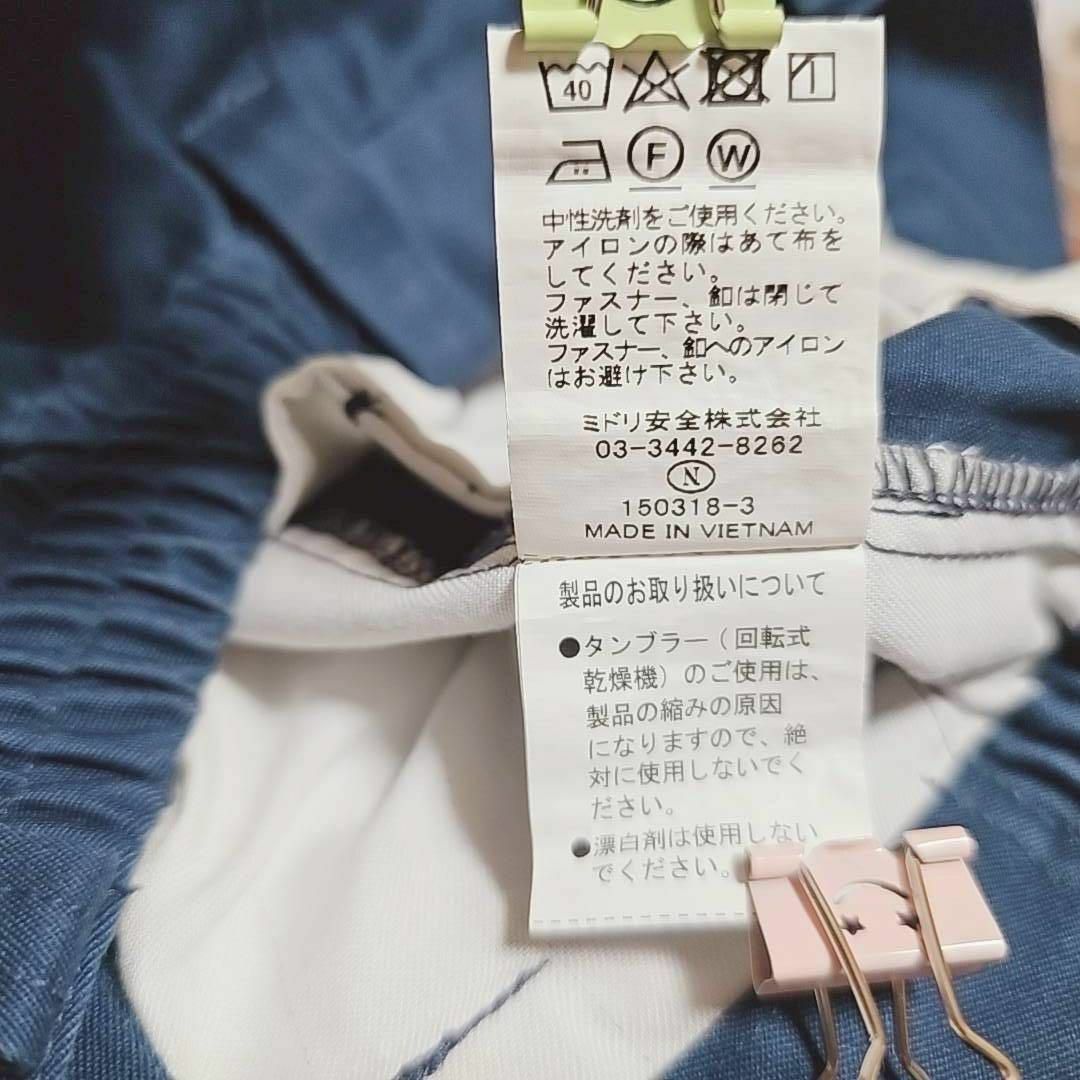 40
F W
中性洗剤をご使用ください。
アイロンの際はあて布を
してください。
ファスナー、釦は閉じて
洗濯して下さい。
ファスナー、釦へのアイロン
はお避け下さい。
ミドリ安全株式会社
03-3442-8262
N
150318-3
MADE IN VIETNAM
製品のお取り扱いについて
●タンブラー(回転式
乾燥機)のご使用は、
製品の縮みの原因
になりますので、絶
対に使用しないでく
ださい。
●漂白剤は使用しない
でください。